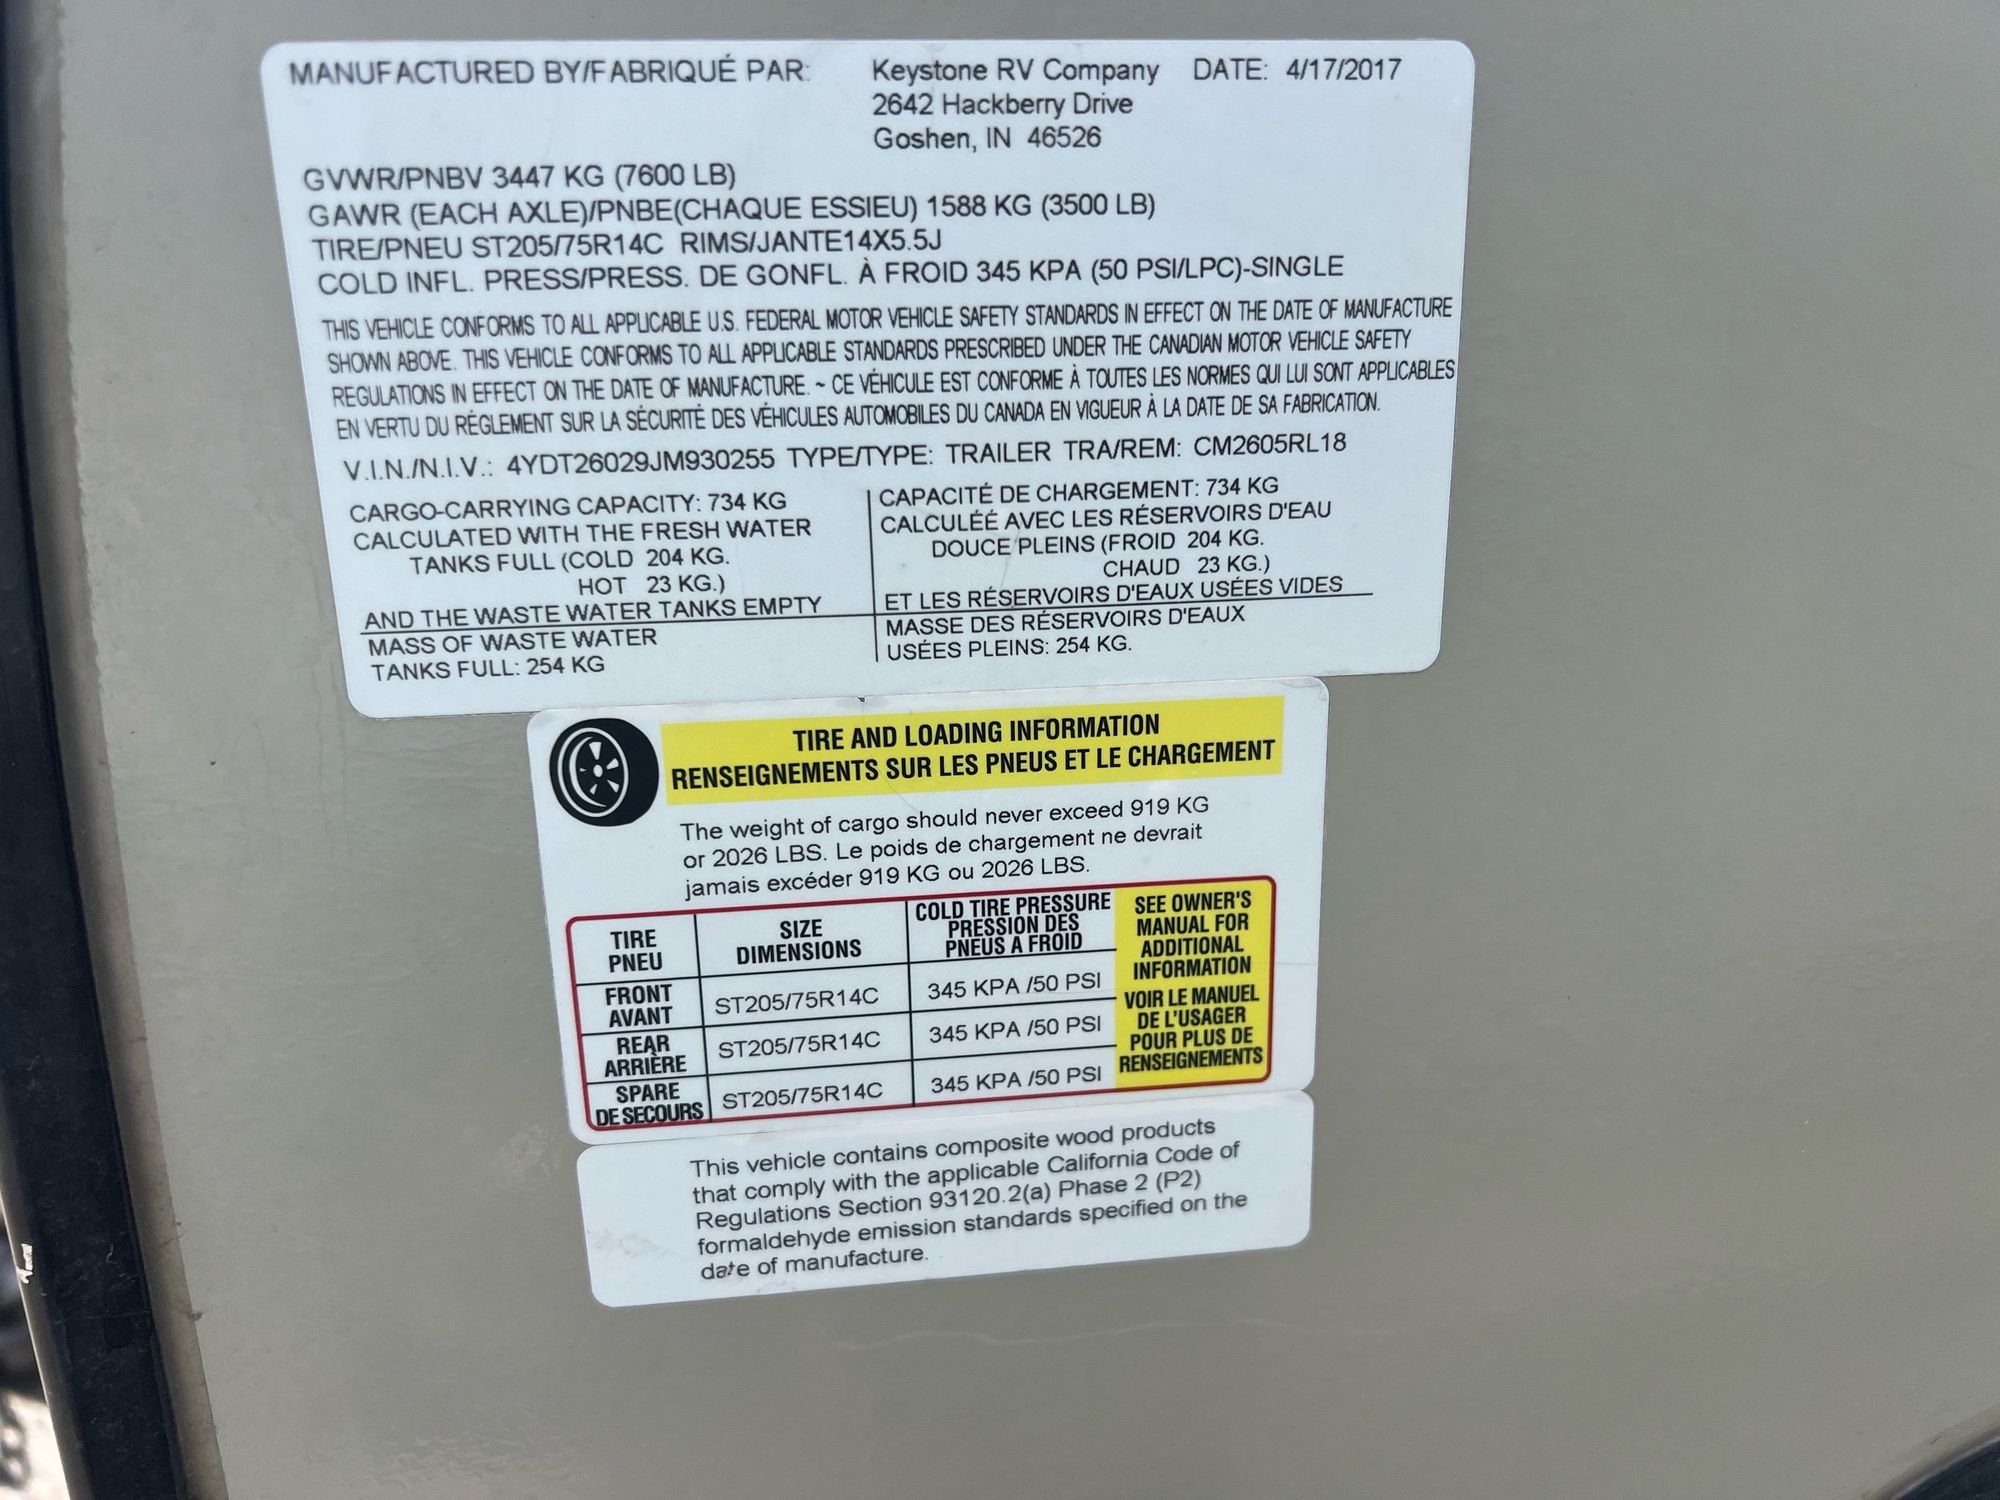 MANUFACTURED BY/FABRIQUÉ PAR: Keystone RV Company DATE: 4/17/2017
2642 Hackberry Drive
Goshen, IN 46526
GVWR/PNBV 3447 KG (7600 LB)
GAWR (EACH AXLE)/PNBE(CHAQUE ESSIEU) 1588 KG (3500 LB)
TIRE/PNEU ST205/75R14C RIMS/JANTE14X5.5J
COLD INFL. PRESS/PRESS. DE GONFL. À FROID 345 KPA (50 PSI/LPC)-SINGLE
THIS VEHICLE CONFORMS TO ALL APPLICABLE U.S. FEDERAL MOTOR VEHICLE SAFETY STANDARDS IN EFFECT ON THE DATE OF MANUFACTURE
SHOWN ABOVE. THIS VEHICLE CONFORMS TO ALL APPLICABLE STANDARDS PRESCRIBED UNDER THE CANADIAN MOTOR VEHICLE SAFETY
REGULATIONS IN EFFECT ON THE DATE OF MANUFACTURE. ~ CE VÉHICULE EST CONFORME À TOUTES LES NORMES QUI LUI SONT APPLICABLES
EN VERTU DU RÉGLEMENT SUR LA SÉCURITÉ DES VÉHICULES AUTOMOBILES DU CANADA EN VIGUEUR À LA DATE DE SA FABRICATION.
V.I.N./N.I.V.: 4YDT26029JM930255 TYPE/TYPE: TRAILER TRA/REM: CM2605RL18
CARGO-CARRYING CAPACITY: 734 KG
CALCULATED WITH THE FRESH WATER
TANKS FULL (COLD 204 KG.
HOT 23 KG.)
AND THE WASTE WATER TANKS EMPTY
MASS OF WASTE WATER
TANKS FULL: 254 KG
CAPACITÉ DE CHARGEMENT: 734 KG
CALCULÉÉ AVEC LES RÉSERVOIRS D'EAU
DOUCE PLEINS (FROID 204 KG.
CHAUD 23 KG.)
ET LES RÉSERVOIRS D'EAUX USÉES VIDES
MASSE DES RÉSERVOIRS D'EAUX
USÉES PLEINS: 254 KG.
TIRE AND LOADING INFORMATION
RENSEIGNEMENTS SUR LES PNEUS ET LE CHARGEMENT
The weight of cargo should never exceed 919 KG
or 2026 LBS. Le poids de chargement ne devrait
jamais excéder 919 KG ou 2026 LBS.
TIRE
PNEU
SIZE
DIMENSIONS
COLD TIRE PRESSURE
PRESSION DES
PNEUS A FROID
FRONT
AVANT
ST205/75R14C
345 KPA /50 PSI
REAR
ARRIÈRE
ST205/75R14C
345 KPA /50 PSI
SPARE
DE SECOURS
ST205/75R14C
345 KPA /50 PSI
SEE OWNER'S
MANUAL FOR
ADDITIONAL
INFORMATION
VOIR LE MANUEL
DE L'USAGER
POUR PLUS DE
RENSEIGNEMENTS
This vehicle contains composite wood products
that comply with the applicable California Code of
Regulations Section 93120.2(a) Phase 2 (P2)
formaldehyde emission standards specified on the
date of manufacture.